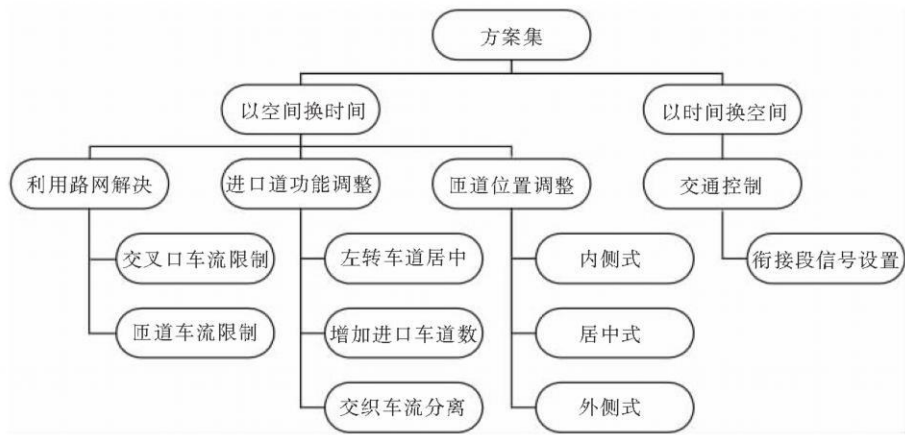 方案集
以空间换时间
以时间换空间
利用路网解决
进口道功能调整
匝道位置调整
交通控制
交叉口车流限制
左转车道居中
内侧式
衔接段信号设置
匝道车流限制
增加进口车道数
居中式
交织车流分离
外侧式